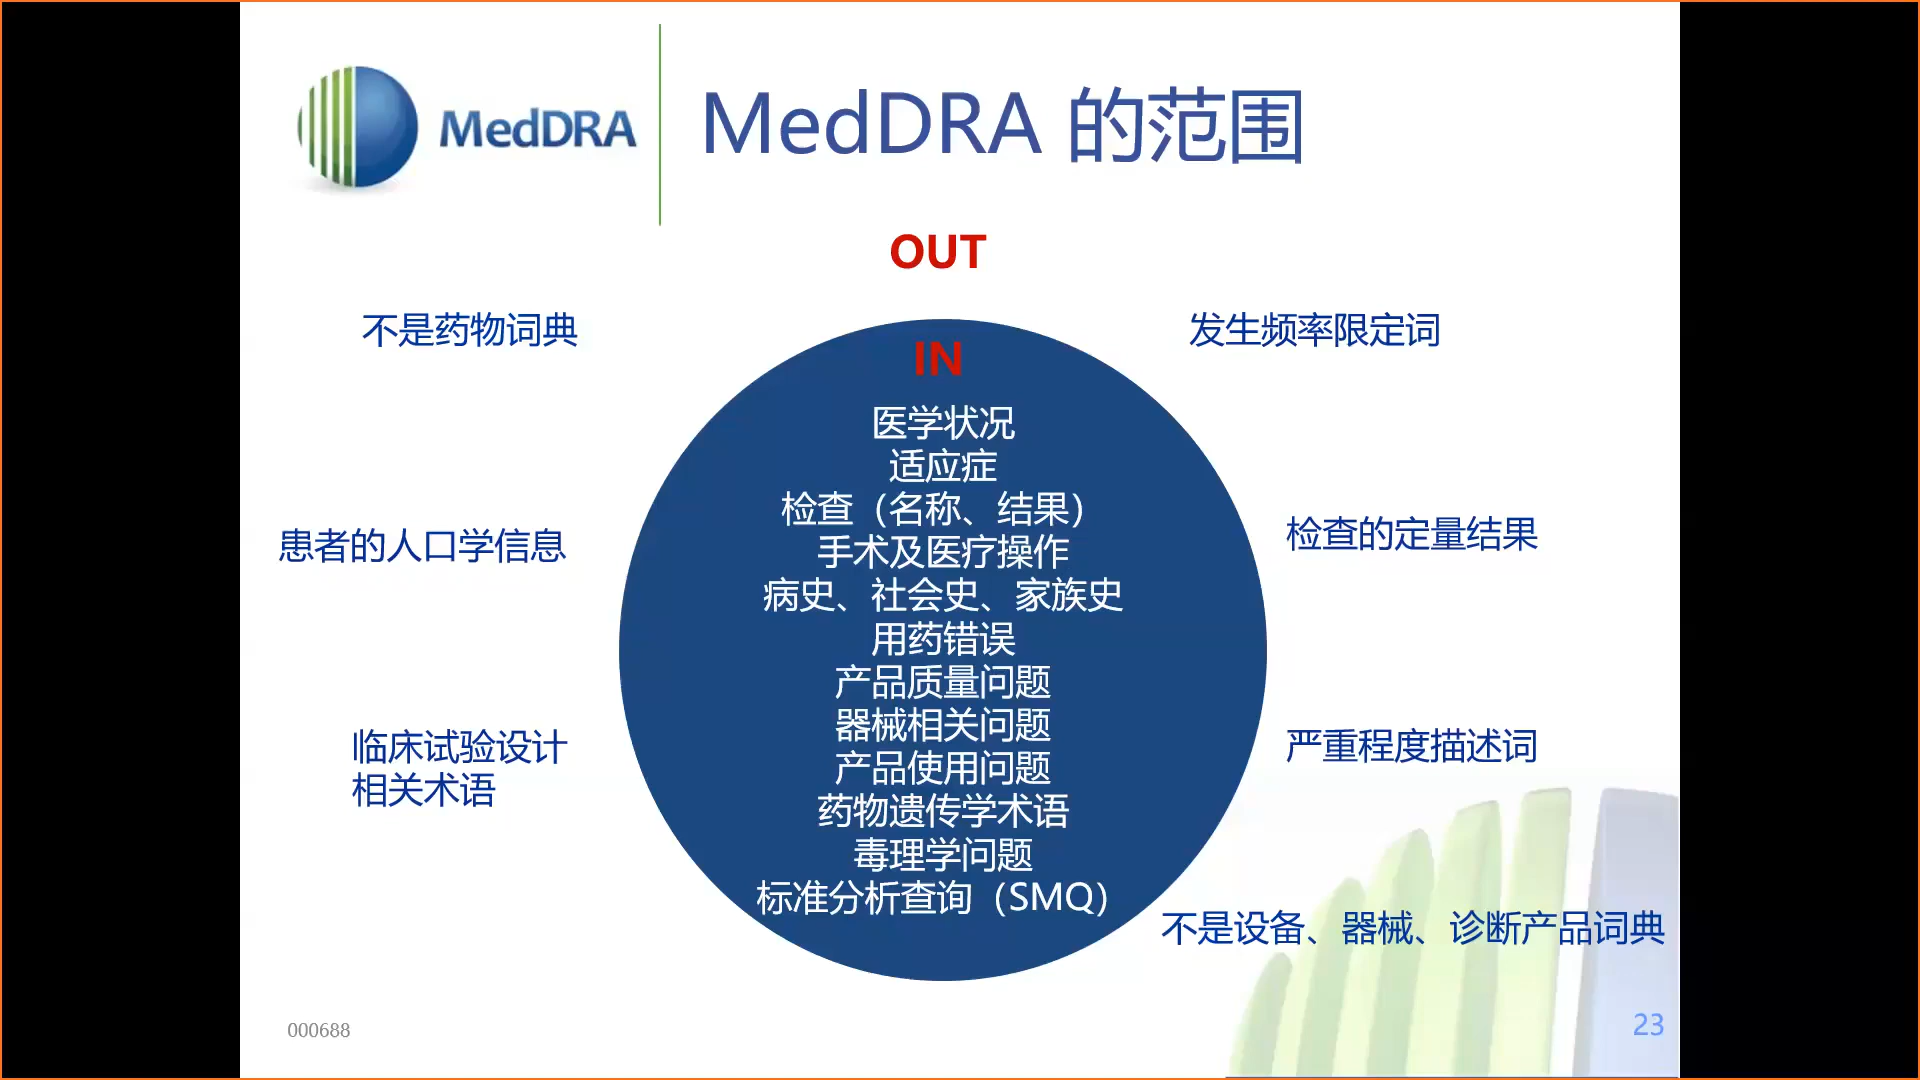 MedDRA
MedDRA 的范围
OUT
不是药物词典
发生频率限定词
IN
医学状况
适应症
检查（名称、结果）
手术及医疗操作
病史、社会史、家族史
用药错误
产品质量问题
器械相关问题
产品使用问题
药物遗传学术语
毒理学问题
标准分析查询（SMQ）
患者的人口学信息
检查的定量结果
临床试验设计
相关术语
严重程度描述词
不是设备、器械、诊断产品词典
000688
23